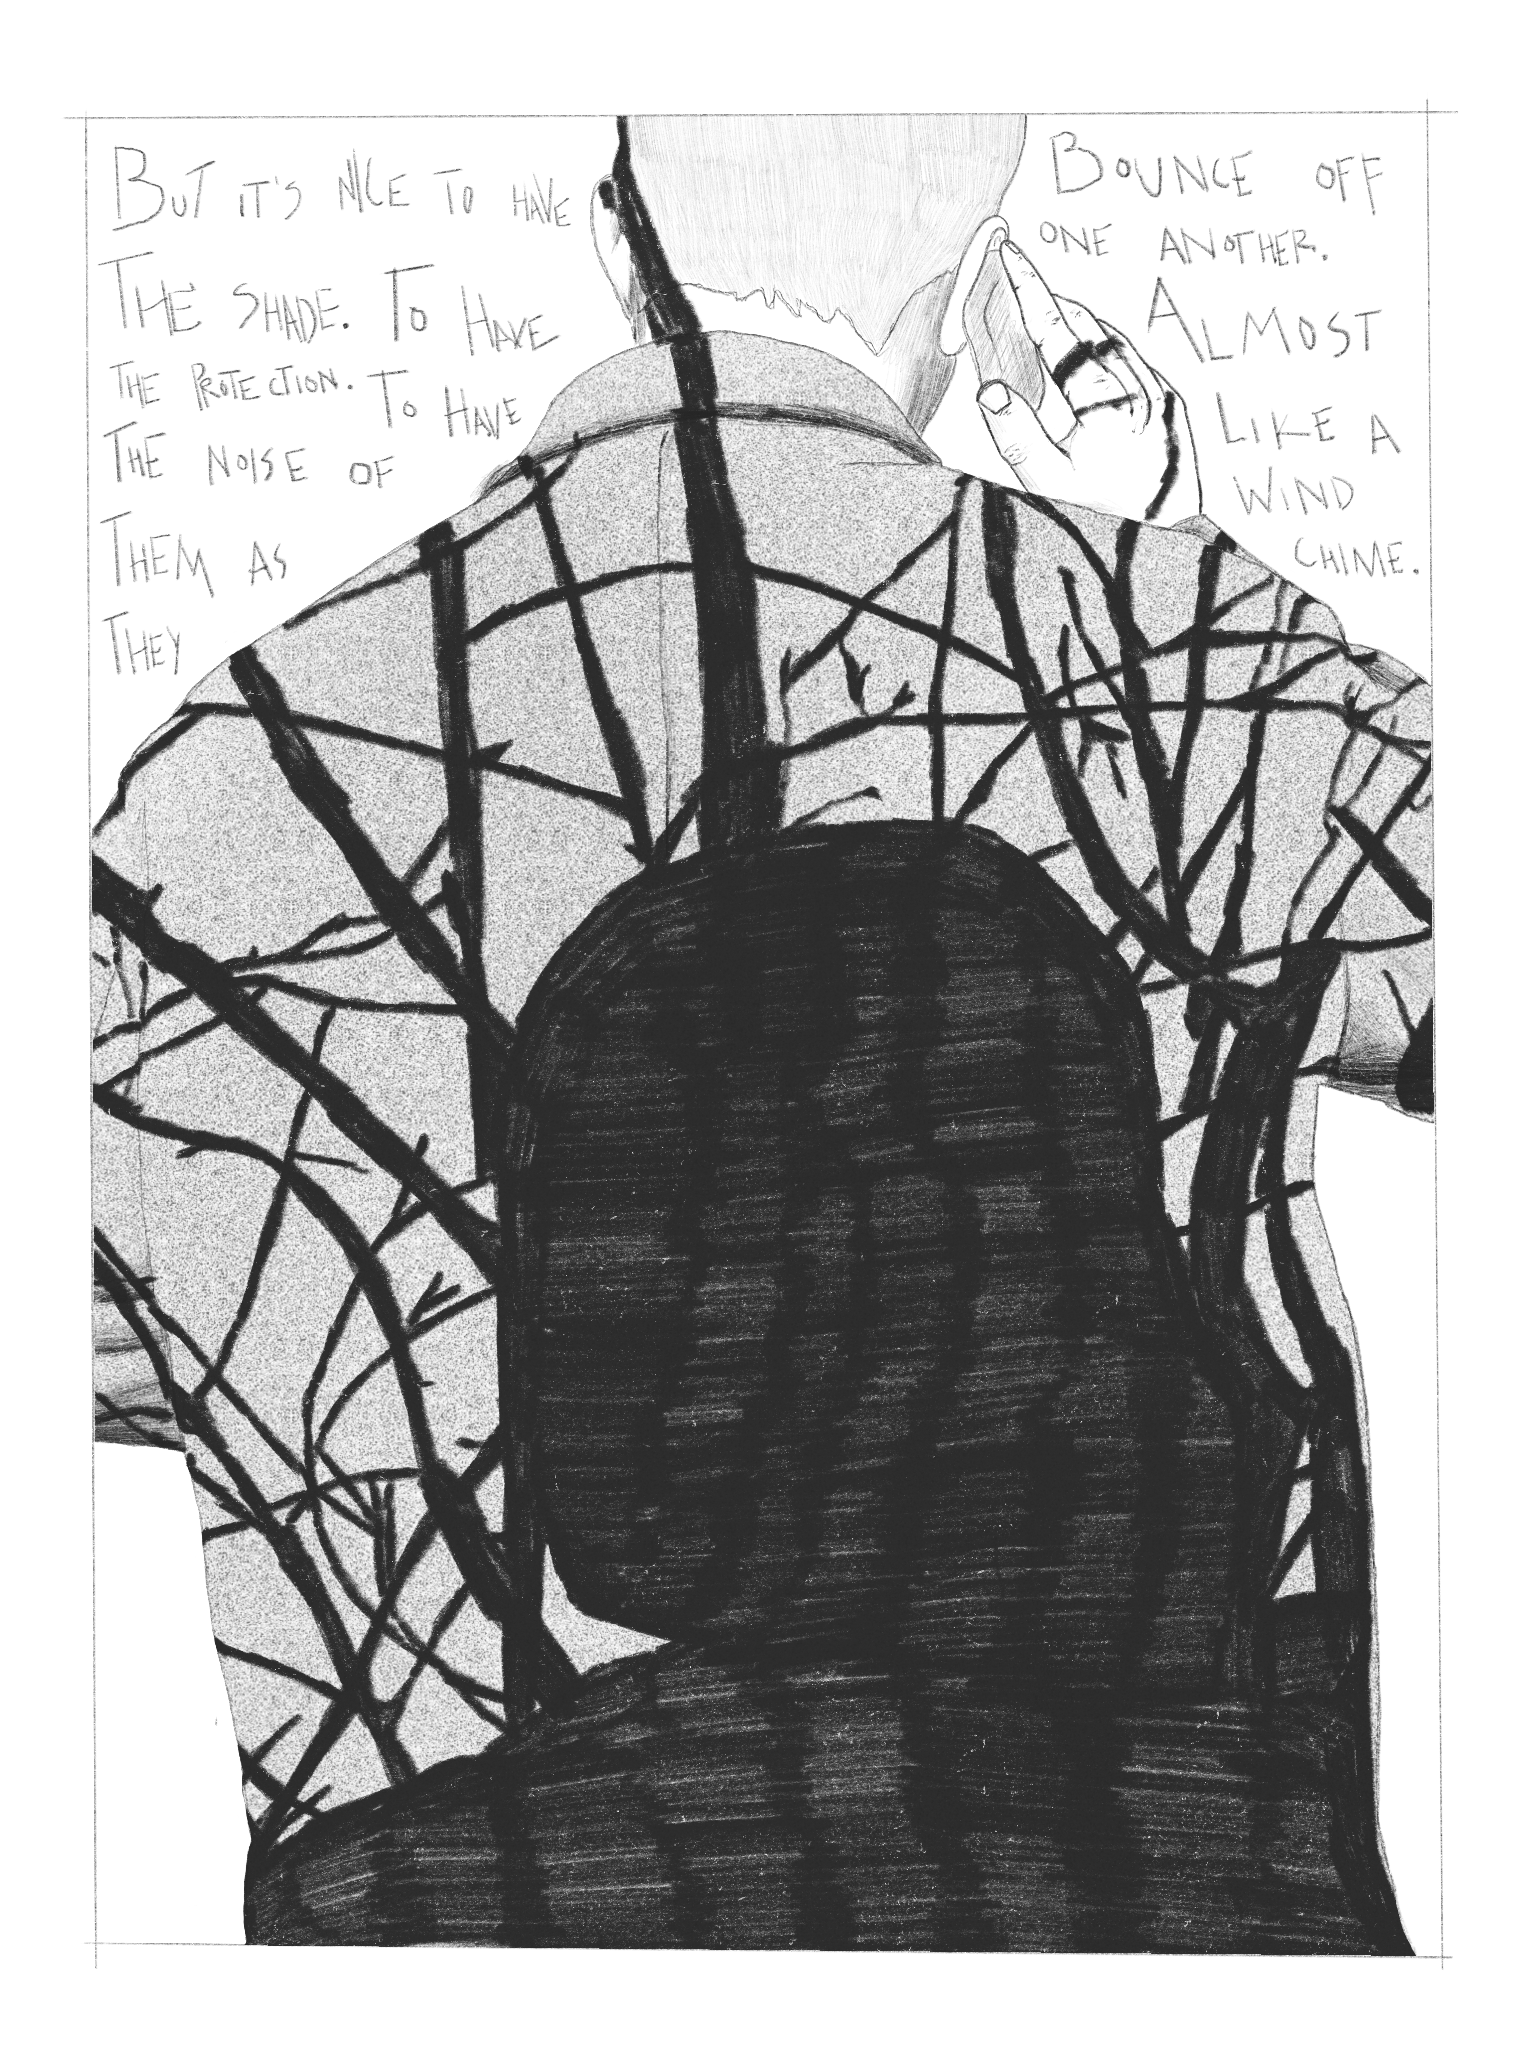 BUT IT'S NICE TO HAVE
THE SHADE. TO HAVE
THE PROTECTION. TO HAVE
THE NOISE OF
THEM AS
THEY
BOUNCE OFF
ONE ANOTHER.
ALMOST
LIKE A
WIND
CHIME.